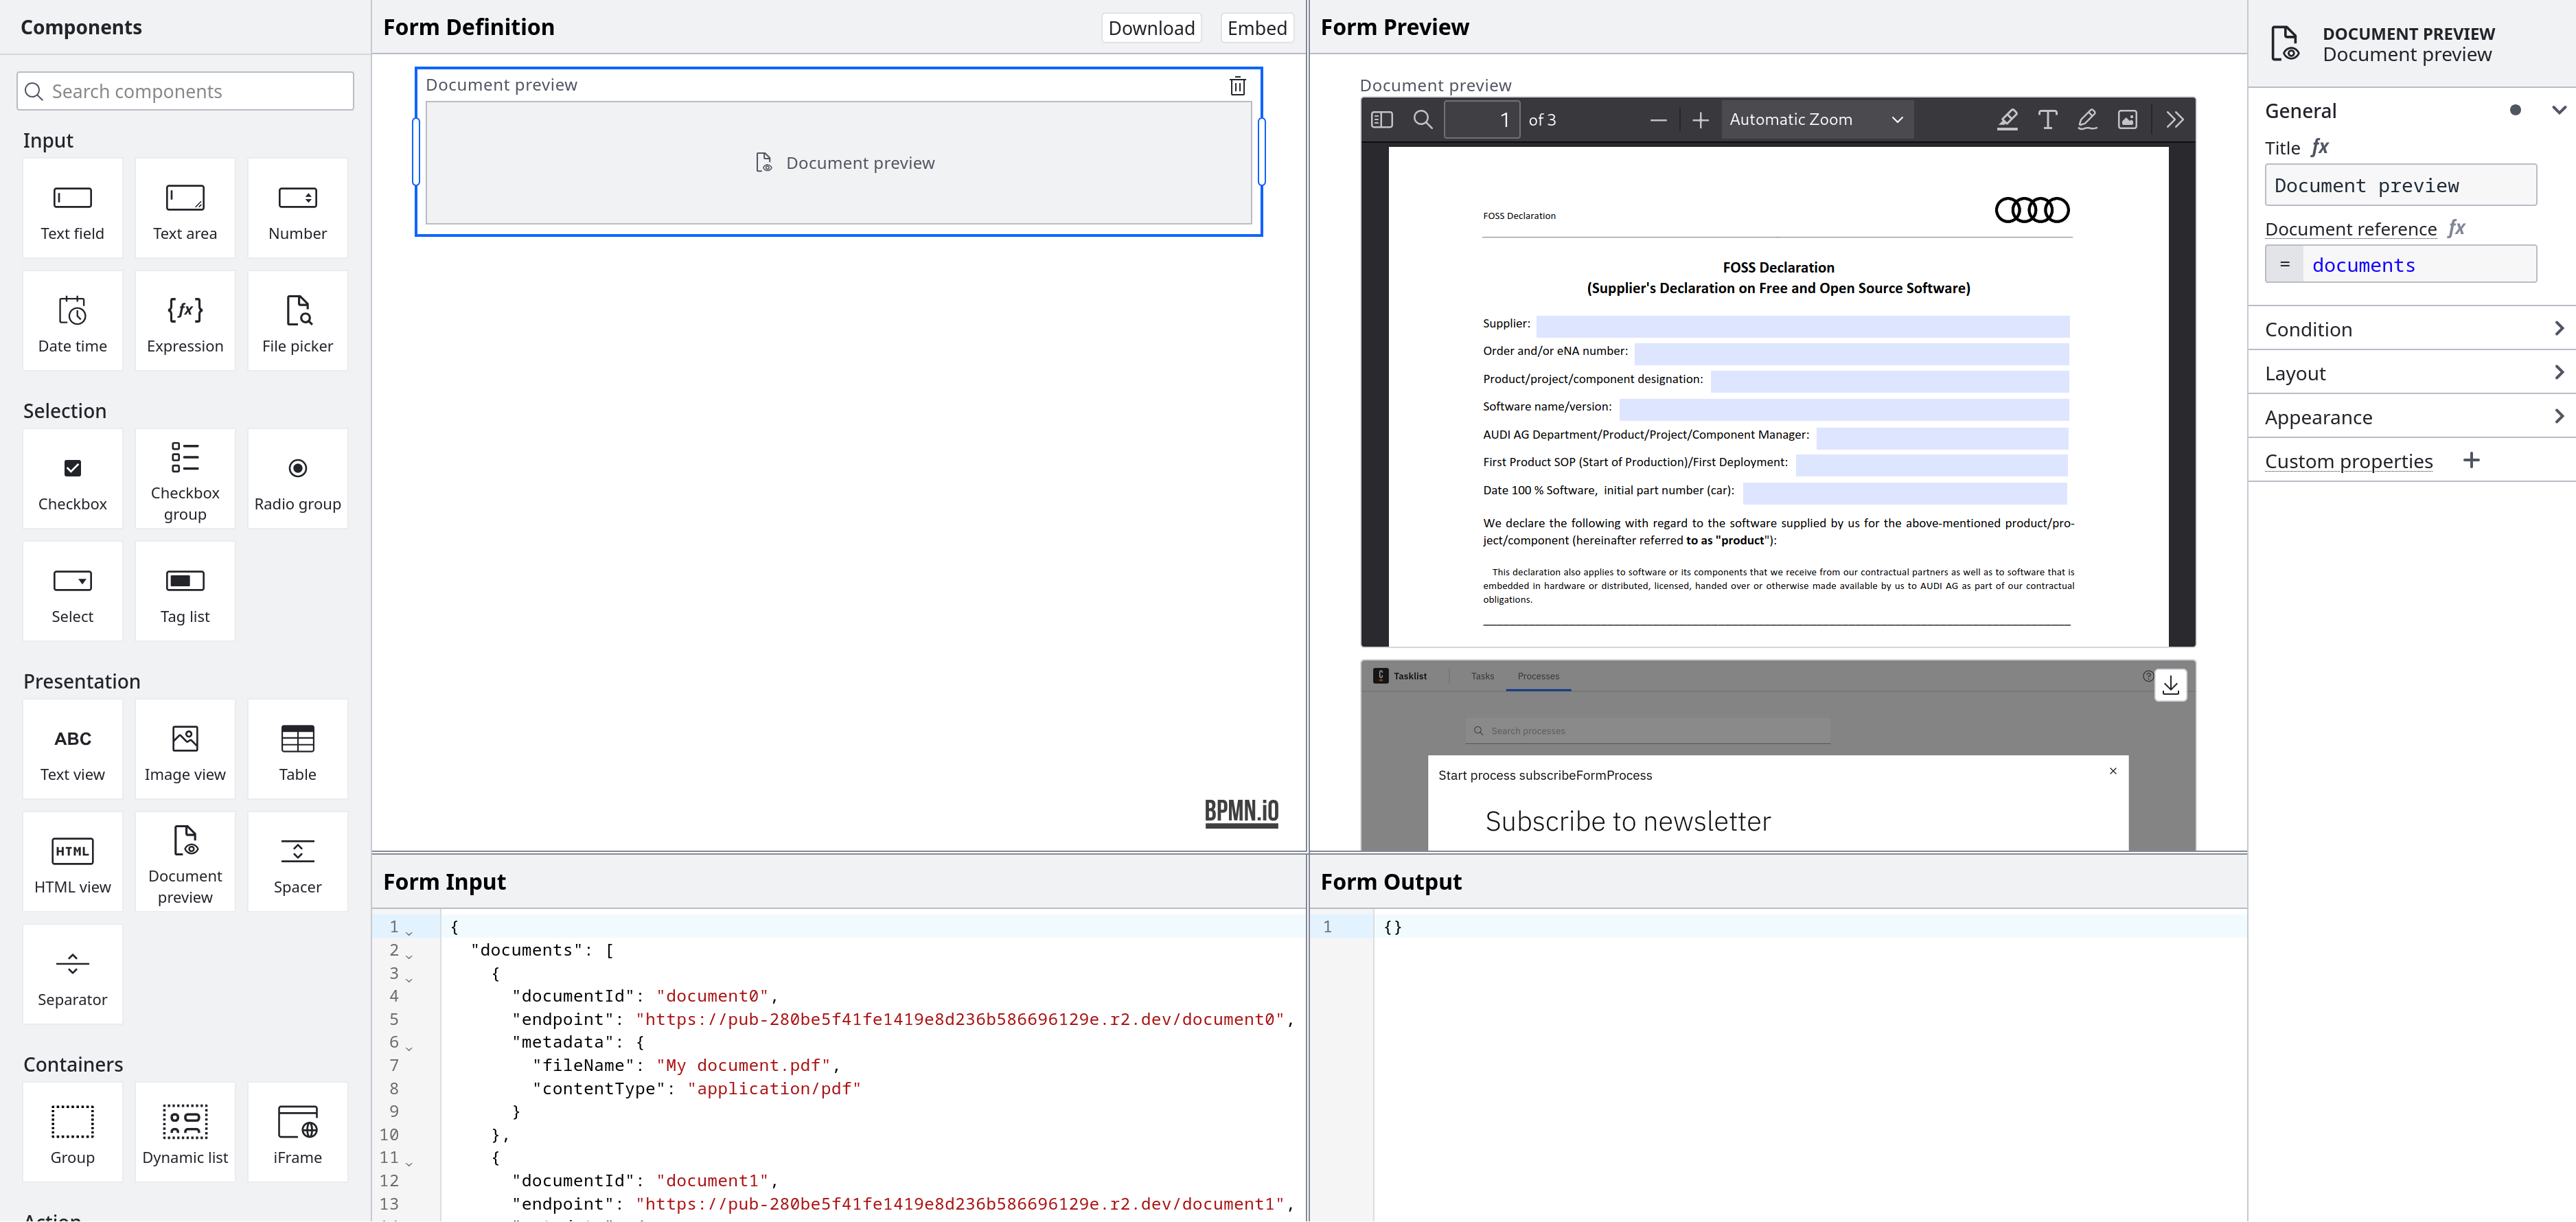 Components
Search components
Input
Text field
Text area
Number
Date time
Expression
File picker
Selection
Checkbox
Checkbox
group
Radio group
Select
Tag list
Presentation
ABC
Text view
Image view
Table
HTML
HTML view
Document
preview
Spacer
Separator
Containers
Group
Dynamic list
iFrame
Action
Form Definition
Download
Embed
Document preview
Document preview
BPMN.iO
Form Preview
Document preview
1 of 3
Automatic Zoom
FOSS Declaration
FOSS Declaration
(Supplier's Declaration on Free and Open Source Software)
Supplier:
Order and/or eNA number:
Product/project/component designation:
Software name/version:
AUDI AG Department/Product/Project/Component Manager:
First Product SOP (Start of Production)/First Deployment:
Date 100 % Software, initial part number (car):
We declare the following with regard to the software supplied by us for the above-mentioned product/pro-
ject/component (hereinafter referred to as "product"):
This declaration also applies to software or its components that we receive from our contractual partners as well as to software that is
embedded in hardware or distributed, licensed, handed over or otherwise made available by us to AUDI AG as part of our contractual
obligations.
Tasklist
Tasks
Processes
Search processes
Start process subscribeFormProcess
Subscribe to newsletter
Form Input
1 {
2 "documents": [
3 {
4 "documentId": "document0",
5 "endpoint": "https://pub-280be5f41fe1419e8d236b586696129e.r2.dev/document0",
6 "metadata": {
7 "fileName": "My document.pdf",
8 "contentType": "application/pdf"
9 }
10 },
11 {
12 "documentId": "document1",
13 "endpoint": "https://pub-280be5f41fe1419e8d236b586696129e.r2.dev/document1",
Form Output
1 {}
DOCUMENT PREVIEW
Document preview
General
Title fx
Document preview
Document reference fx
= documents
Condition
Layout
Appearance
Custom properties +